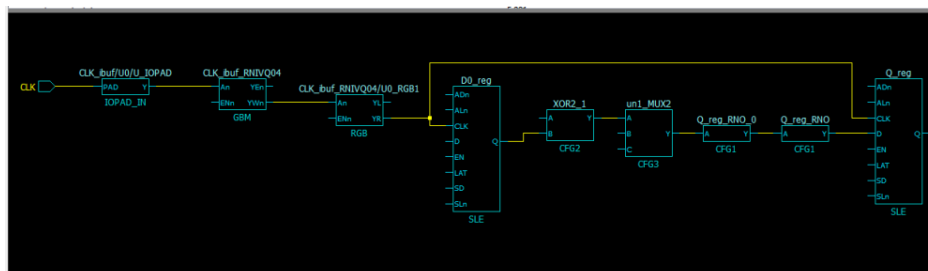 CLK
CLK_ibuf/U0/U_IOPAD
PAD Y
IOPAD_IN
CLK_ibuf_RNIVQ04
An YEn
ENn YWn
GBM
CLK_ibuf_RNIVQ04/U0_RGB1
An YL
ENn YR
RGB
D0_reg
ADn
ALn
CLK
D Q
EN
LAT
SD
SLn
SLE
XOR2_1
A Y
B
CFG2
un1_MUX2
A
B Y
C
CFG3
Q_reg_RNO_0
A Y
CFG1
Q_reg_RNO
A Y
CFG1
Q_reg
ADn
ALn
CLK
D Q
EN
LAT
SD
SLn
SLE